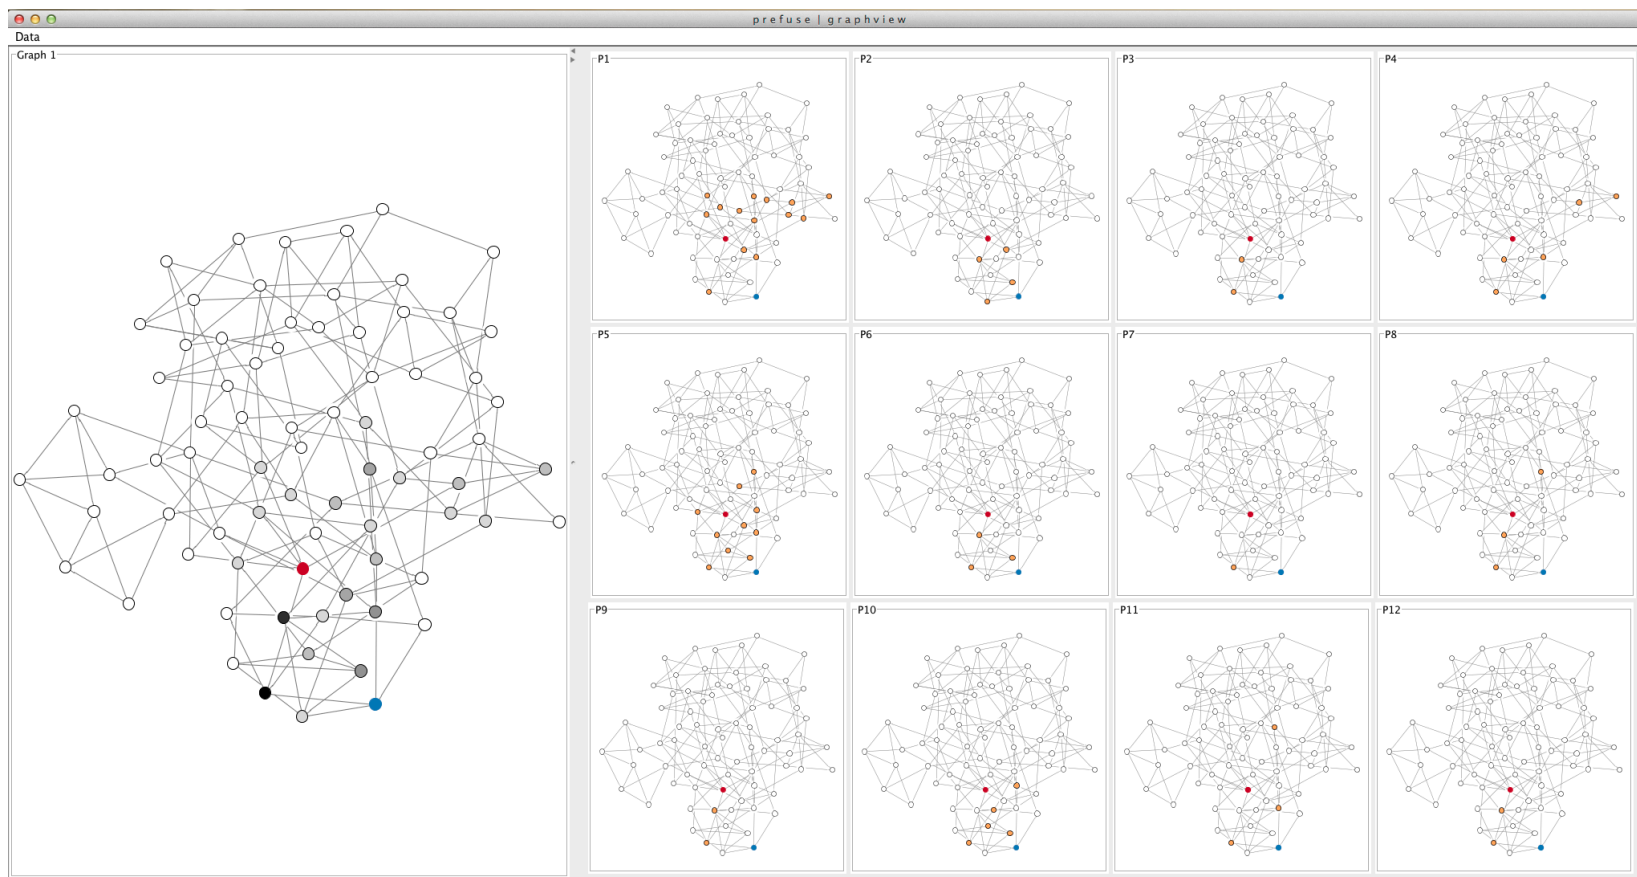 prefuse | graphview
Data
Graph 1
P1
P2
P3
P4
P5
P6
P7
P8
P9
P10
P11
P12